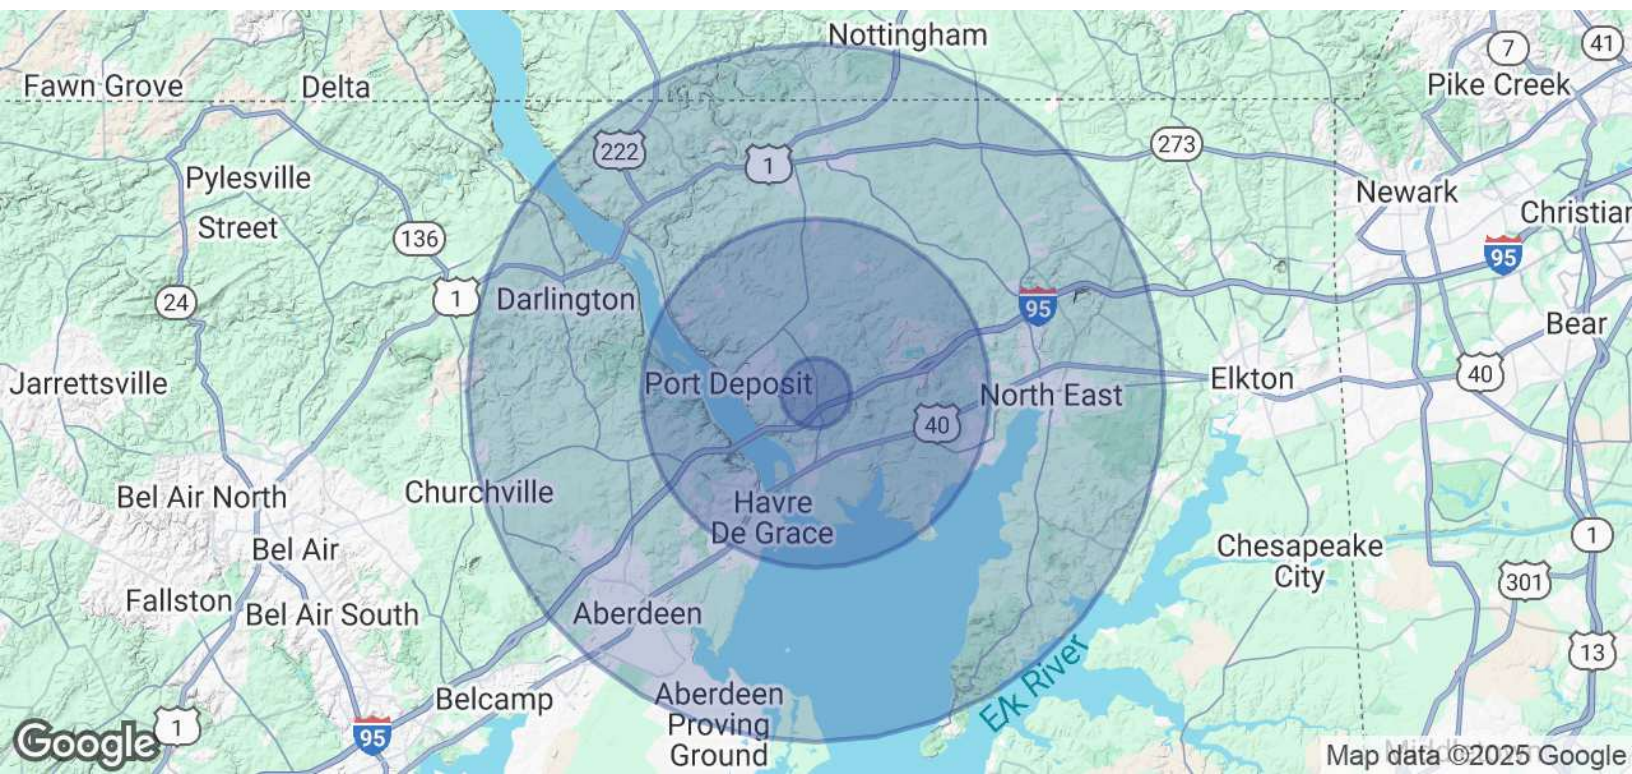 Nottingham
7
41
Fawn Grove
Delta
Pike Creek
222
1
273
Pylesville
Newark
Street
136
Christian
95
24
1
Darlington
95
Bear
Jarrettsville
Port Deposit
North East
Elkton
40
40
Bel Air North
Churchville
Havre
De Grace
Bel Air
Chesapeake
City
1
301
Fallston
Bel Air South
Aberdeen
13
Elk River
Belcamp
Aberdeen
Proving
Ground
1
95
Google
Map data ©2025 Google